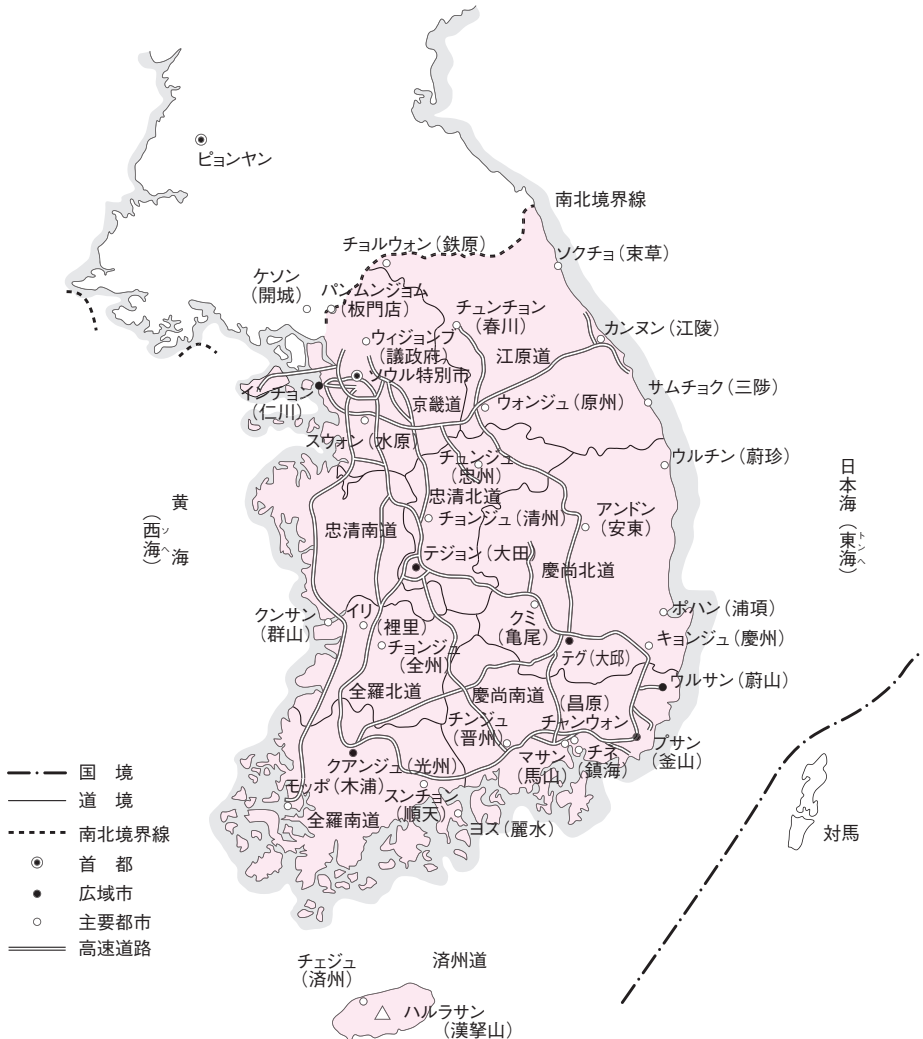 ピョンヤン
南北境界線
チョルウォン(鉄原)
ソクチョ(束草)
ケソン
(開城)
パンムンジョム
(板門店)
チュンチョン
(春川)
カンヌン(江陵)
ウィジョンブ
(議政府)
江原道
ソウル特別市
インチョン
(仁川)
京畿道
ウォンジュ(原州)
サムチョク(三陟)
スウォン(水原)
チュンジュ
(忠州)
ウルチン(蔚珍)
忠清北道
忠清南道
チョンジュ(清州)
アンドン
(安東)
黄海
(西海)
ソヘ
日本海(東海)
トンヘ
テジョン(大田)
慶尚北道
クンサン
(群山)
イリ
(裡里)
クミ
(亀尾)
ポハン(浦項)
チョンジュ
(全州)
テグ(大邱)
キョンジュ(慶州)
全羅北道
慶尚南道
ウルサン(蔚山)
(昌原)
チャンウォン
チンジュ
(晋州)
マサン
(馬山)
チネ
(鎮海)
プサン
(釜山)
クアンジュ(光州)
モッポ(木浦)
スンチョン
(順天)
全羅南道
ヨス(麗水)
対馬
国 境
道 境
南北境界線
首 都
広域市
主要都市
高速道路
チェジュ
(済州)
済州道
ハルラサン
(漢拏山)